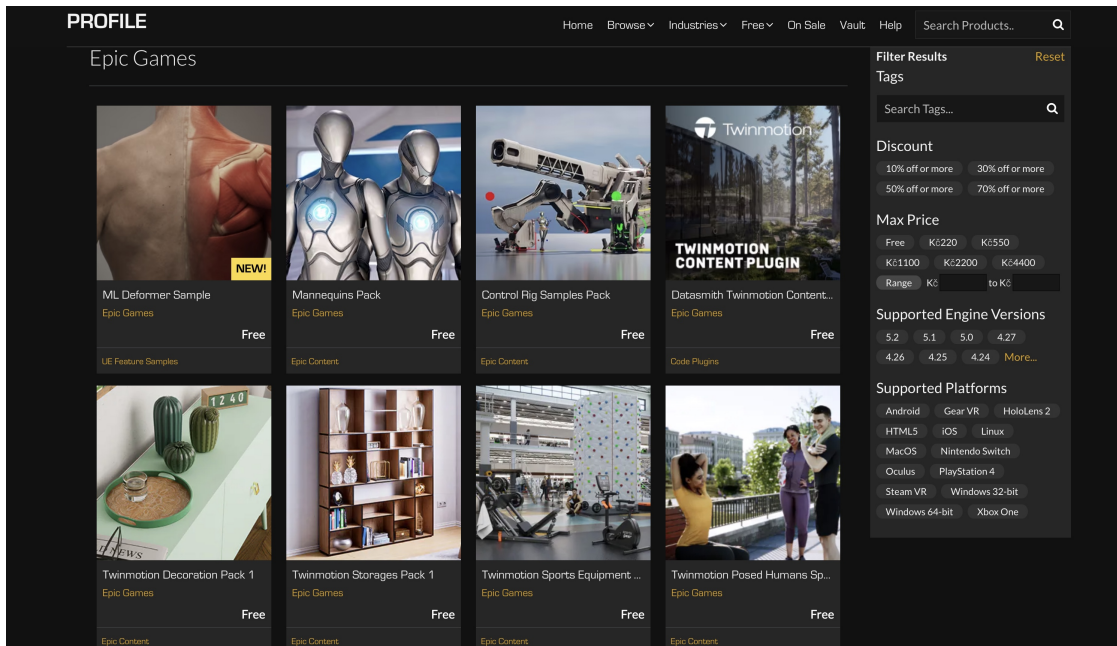 PROFILE
Home Browse Industries Free On Sale Vault Help Search Products..
Epic Games
NEW!
ML Deformer Sample
Epic Games
Free
UE Feature Samples
Mannequins Pack
Epic Games
Free
Epic Content
Control Rig Samples Pack
Epic Games
Free
Epic Content
Twinmotion
TWINMOTION
CONTENT PLUGIN
Datasmith Twinmotion Content...
Epic Games
Free
Code Plugins
12 40
NEWS
Twinmotion Decoration Pack 1
Epic Games
Free
Epic Content
Twinmotion Storages Pack 1
Epic Games
Free
Epic Content
Twinmotion Sports Equipment ...
Epic Games
Free
Epic Content
Twinmotion Posed Humans Sp...
Epic Games
Free
Epic Content
Filter Results Reset
Tags
Search Tags...
Discount
10% off or more 30% off or more
50% off or more 70% off or more
Max Price
Free Kč220 Kč550
Kč1100 Kč2200 Kč4400
Range Kč to Kč
Supported Engine Versions
5.2 5.1 5.0 4.27
4.26 4.25 4.24 More...
Supported Platforms
Android Gear VR HoloLens 2
HTML5 iOS Linux
MacOS Nintendo Switch
Oculus PlayStation 4
Steam VR Windows 32-bit
Windows 64-bit Xbox One